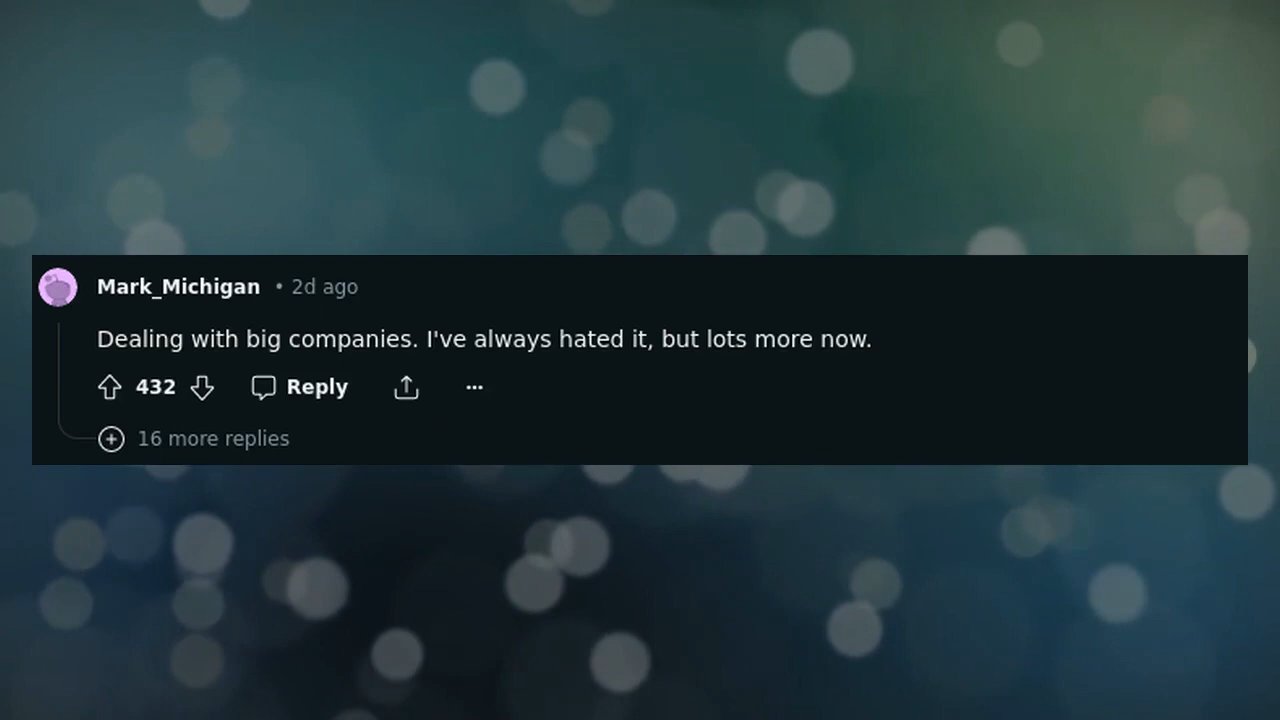 Mark_Michigan • 2d ago
Dealing with big companies. I've always hated it, but lots more now.
432 Reply ···
16 more replies